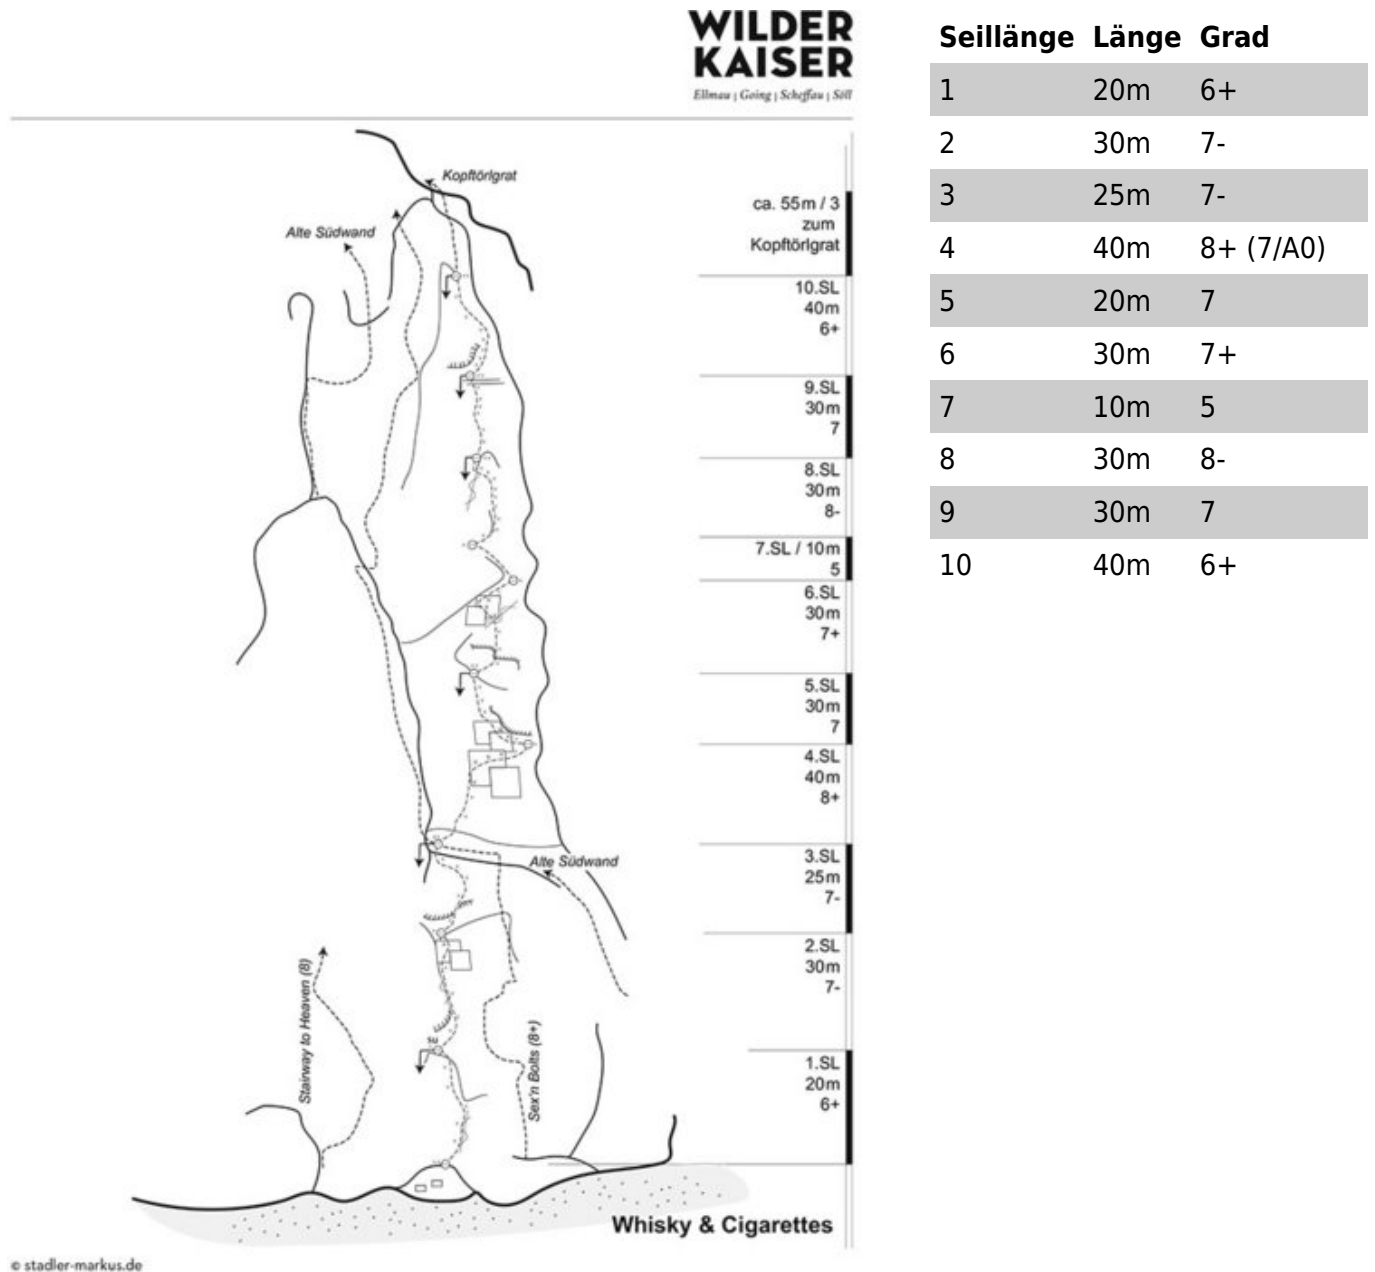 WILDER
KAISER
Ellmau | Going | Scheffau | Söll
Kopftörlgrat
Alte Südwand
ca. 55m / 3
zum
Kopftörlgrat
10.SL
40m
6+
9.SL
30m
7
8.SL
30m
8-
7.SL / 10m
5
6.SL
30m
7+
5.SL
30m
7
4.SL
40m
8+
Alte Südwand
3.SL
25m
7-
2.SL
30m
7-
Stairway to Heaven (8)
Sex'n Bolts (8+)
SU
1.SL
20m
6+
Whisky & Cigarettes
© stadler-markus.de
Seillänge Länge Grad
1 20m 6+
2 30m 7-
3 25m 7-
4 40m 8+ (7/A0)
5 20m 7
6 30m 7+
7 10m 5
8 30m 8-
9 30m 7
10 40m 6+